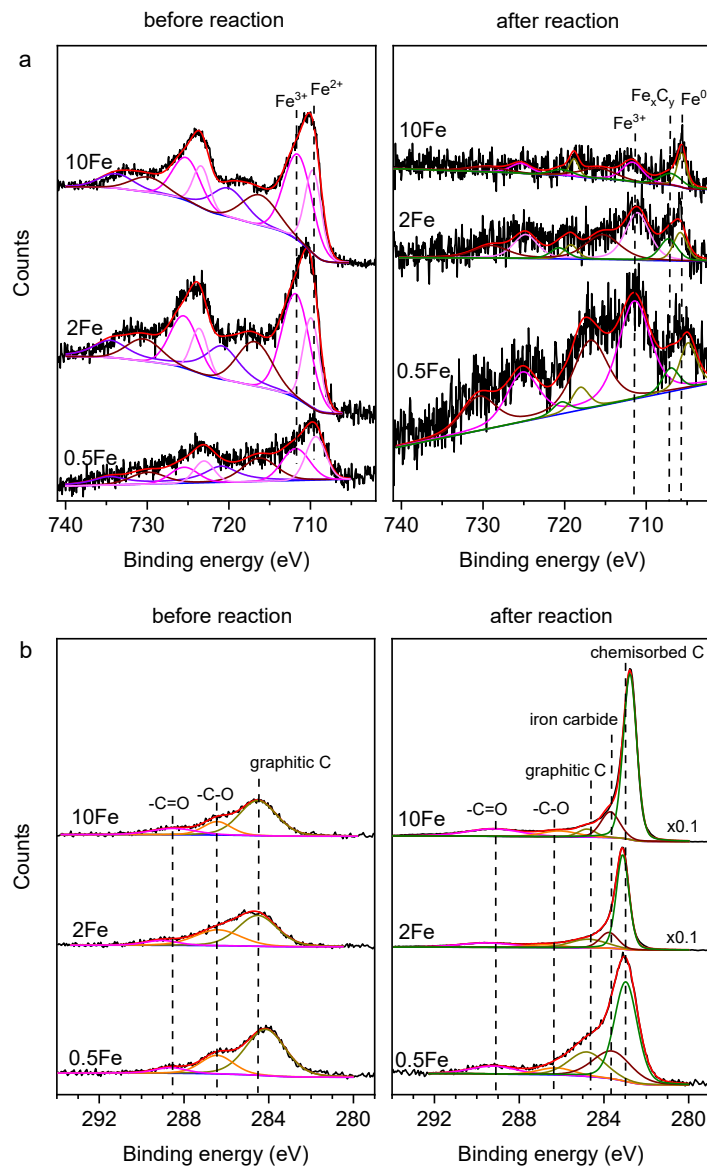 before reaction
after reaction
a
Fe³⁺
Fe²⁺
10Fe
2Fe
0.5Fe
Fe³⁺
FeₓCᵧ
Fe⁰
10Fe
2Fe
0.5Fe
Counts
740 730 720 710
740 730 720 710
Binding energy (eV)
Binding energy (eV)
before reaction
after reaction
b
-C=O
-C-O
graphitic C
10Fe
2Fe
0.5Fe
chemisorbed C
iron carbide
graphitic C
-C=O
-C-O
10Fe
x0.1
2Fe
x0.1
0.5Fe
Counts
292 288 284 280
292 288 284 280
Binding energy (eV)
Binding energy (eV)